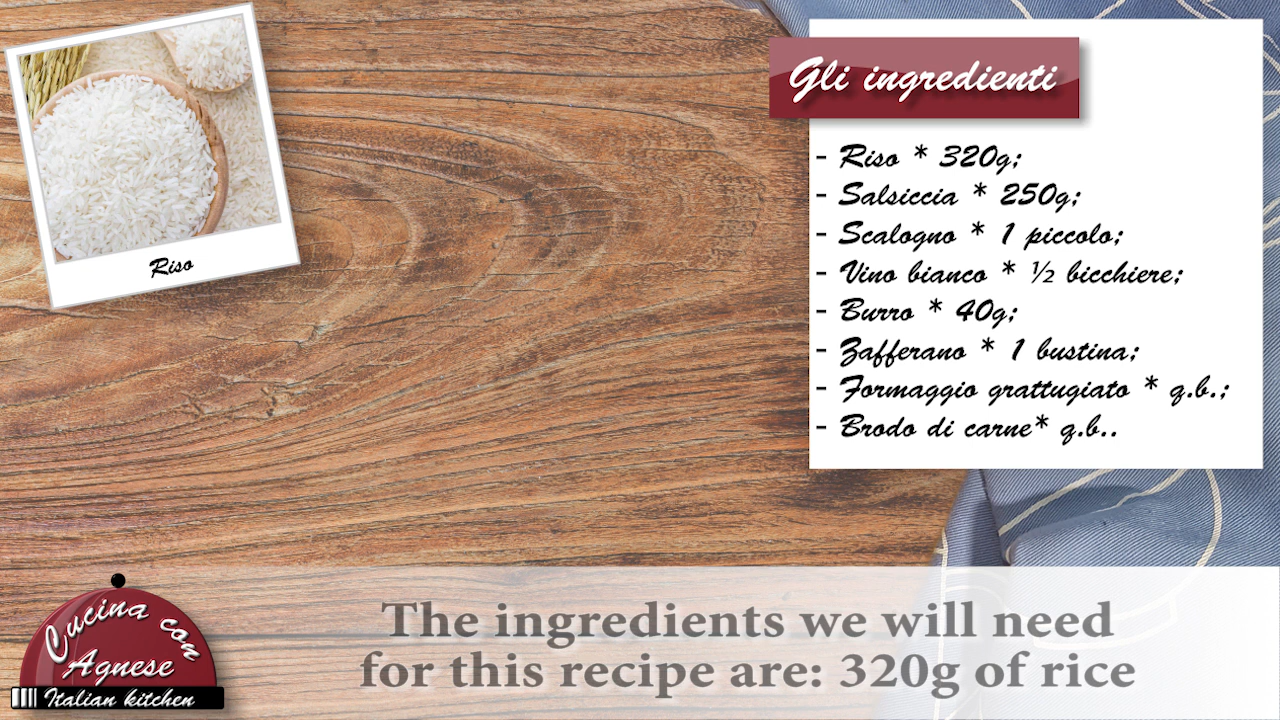 Riso
Gli ingredienti
- Riso * 320g;
- Salsiccia * 250g;
- Scalogno * 1 piccolo;
- Vino bianco * ½ bicchiere;
- Burro * 40g;
- Zafferano * 1 bustina;
- Formaggio grattugiato * q.b.;
- Brodo di carne* q.b..
Cucina con
Agnese
Italian kitchen
The ingredients we will need
for this recipe are: 320g of rice